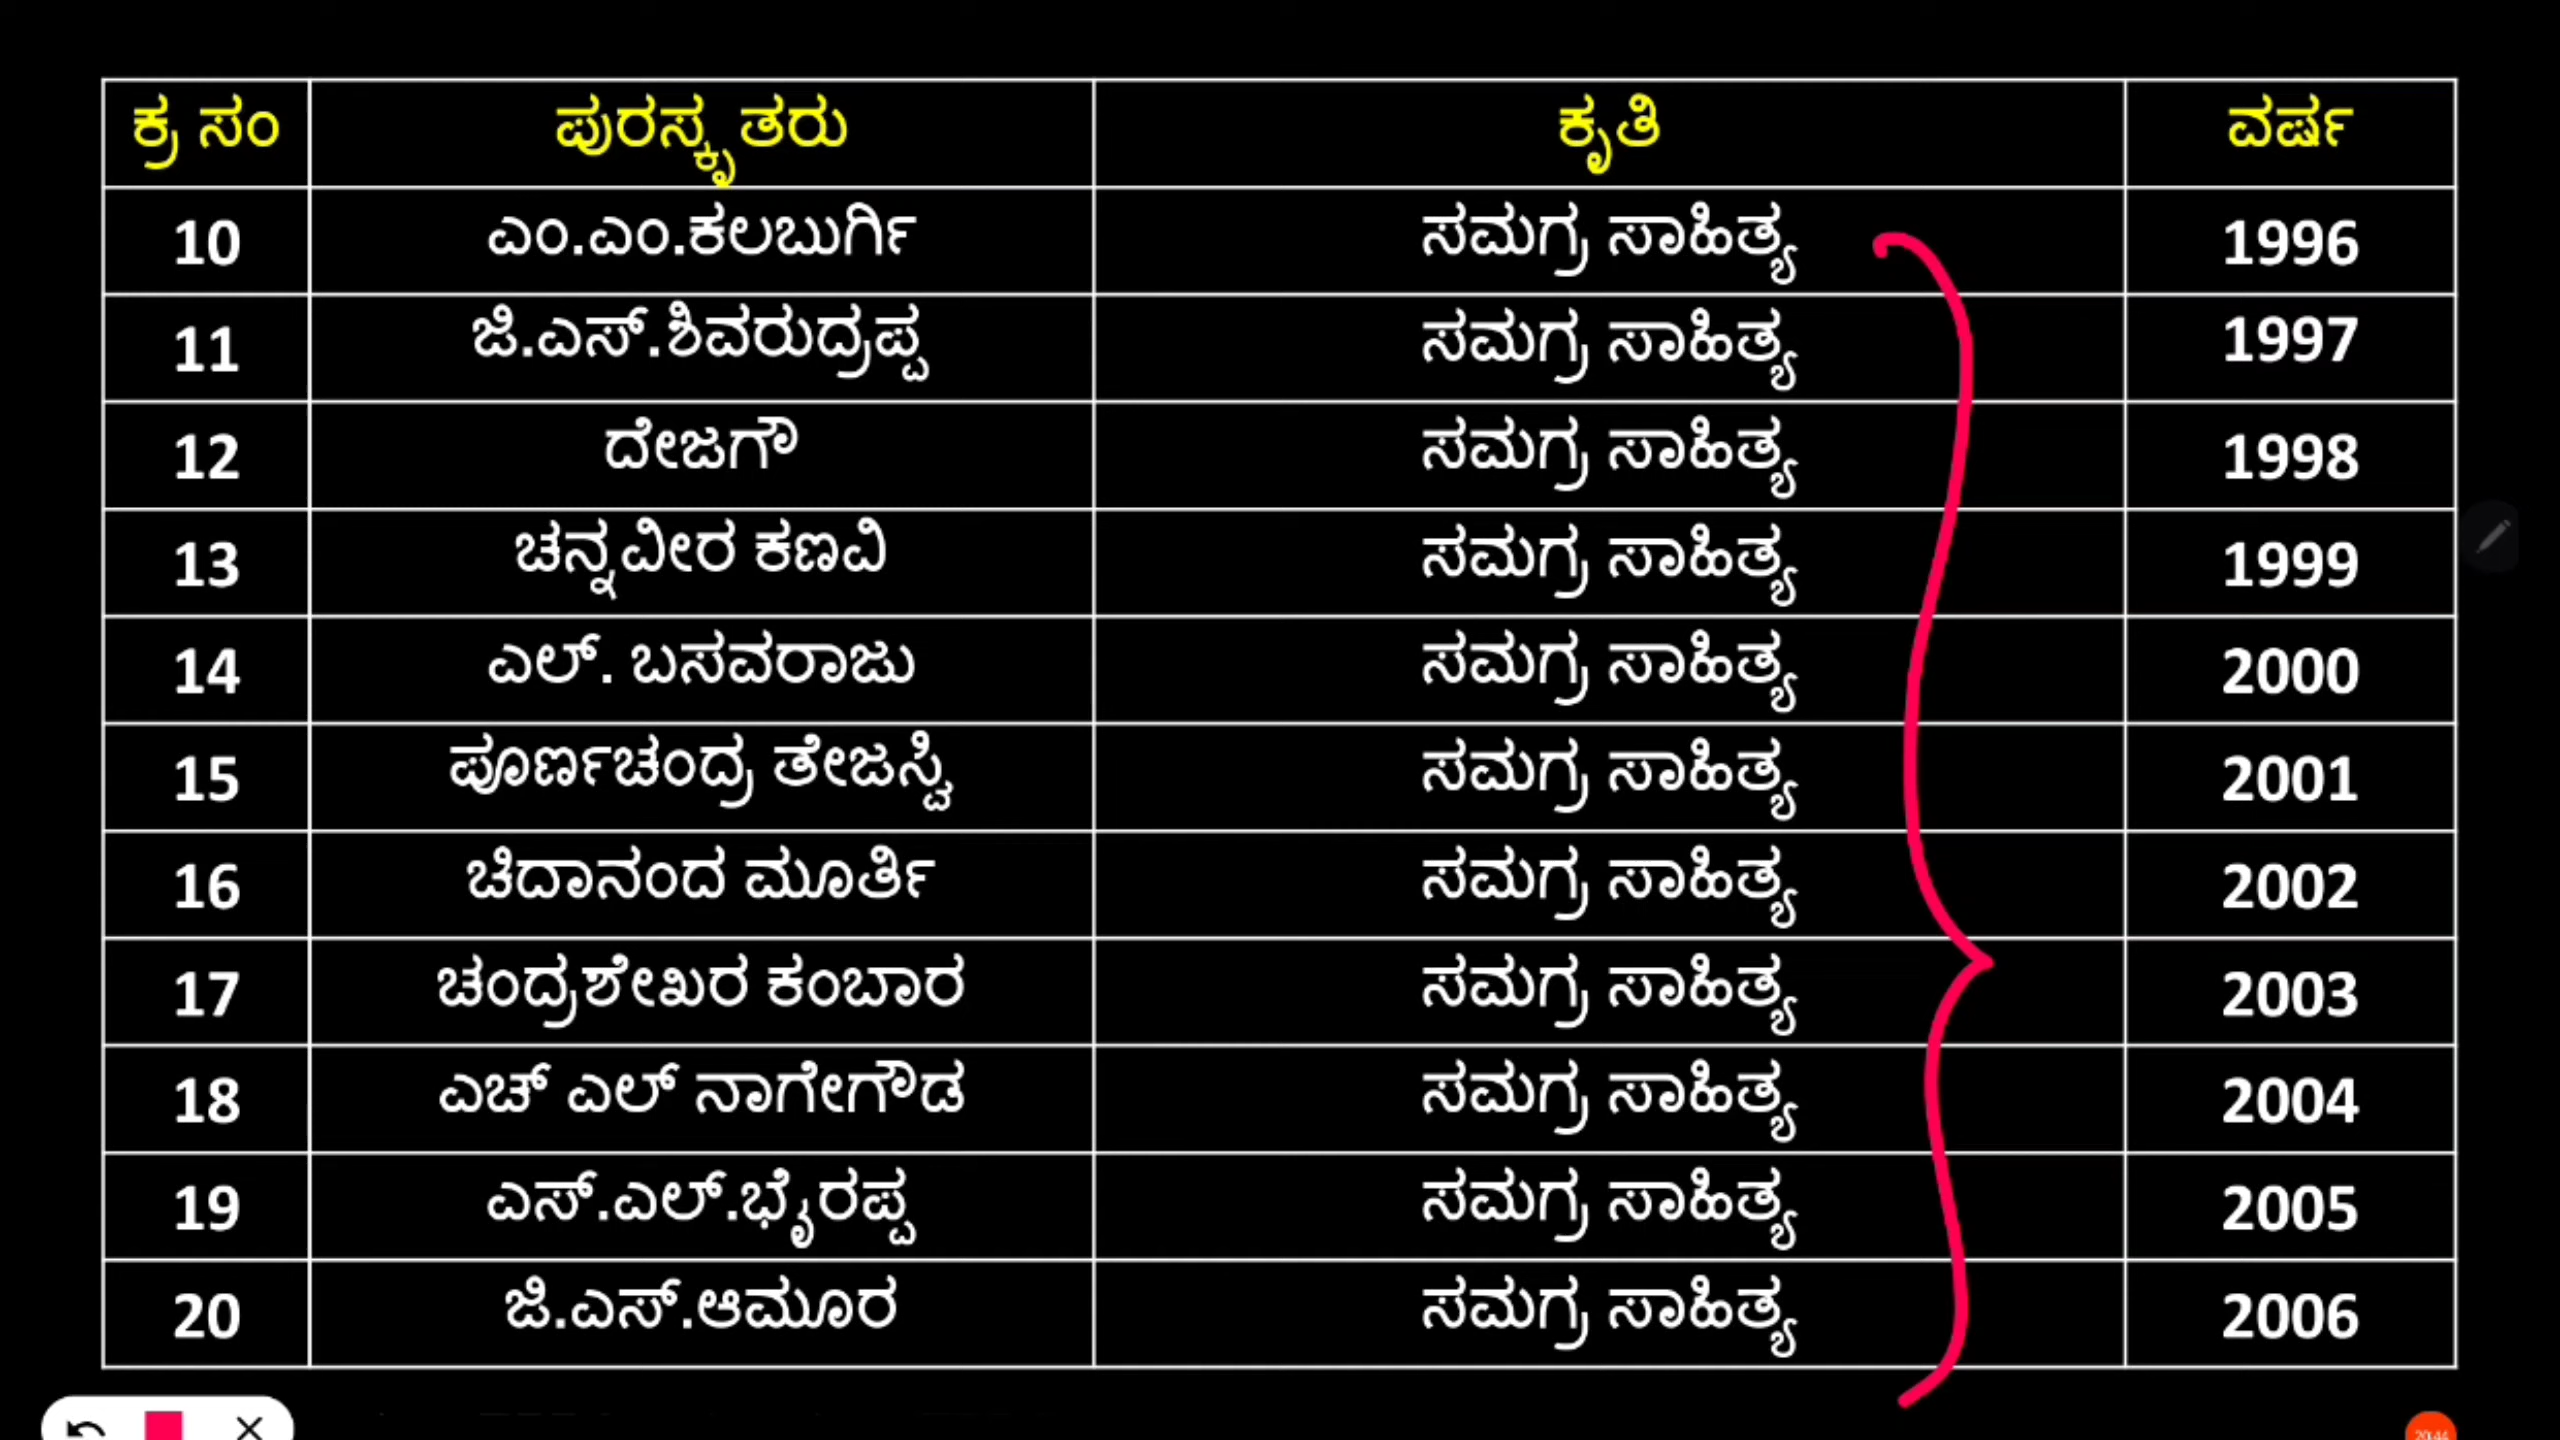 ಕ್ರ ಸಂ ಪುರಸ್ಕೃತರು ಕೃತಿ ವರ್ಷ
10 ಎಂ.ಎಂ.ಕಲಬುರ್ಗಿ ಸಮಗ್ರ ಸಾಹಿತ್ಯ 1996
11 ಜಿ.ಎಸ್.ಶಿವರುದ್ರಪ್ಪ ಸಮಗ್ರ ಸಾಹಿತ್ಯ 1997
12 ದೇಜಗೌ ಸಮಗ್ರ ಸಾಹಿತ್ಯ 1998
13 ಚನ್ನವೀರ ಕಣವಿ ಸಮಗ್ರ ಸಾಹಿತ್ಯ 1999
14 ಎಲ್. ಬಸವರಾಜು ಸಮಗ್ರ ಸಾಹಿತ್ಯ 2000
15 ಪೂರ್ಣಚಂದ್ರ ತೇಜಸ್ವಿ ಸಮಗ್ರ ಸಾಹಿತ್ಯ 2001
16 ಚಿದಾನಂದ ಮೂರ್ತಿ ಸಮಗ್ರ ಸಾಹಿತ್ಯ 2002
17 ಚಂದ್ರಶೇಖರ ಕಂಬಾರ ಸಮಗ್ರ ಸಾಹಿತ್ಯ 2003
18 ಎಚ್ ಎಲ್ ನಾಗೇಗೌಡ ಸಮಗ್ರ ಸಾಹಿತ್ಯ 2004
19 ಎಸ್.ಎಲ್.ಭೈರಪ್ಪ ಸಮಗ್ರ ಸಾಹಿತ್ಯ 2005
20 ಜಿ.ಎಸ್.ಆಮೂರ ಸಮಗ್ರ ಸಾಹಿತ್ಯ 2006
20:44